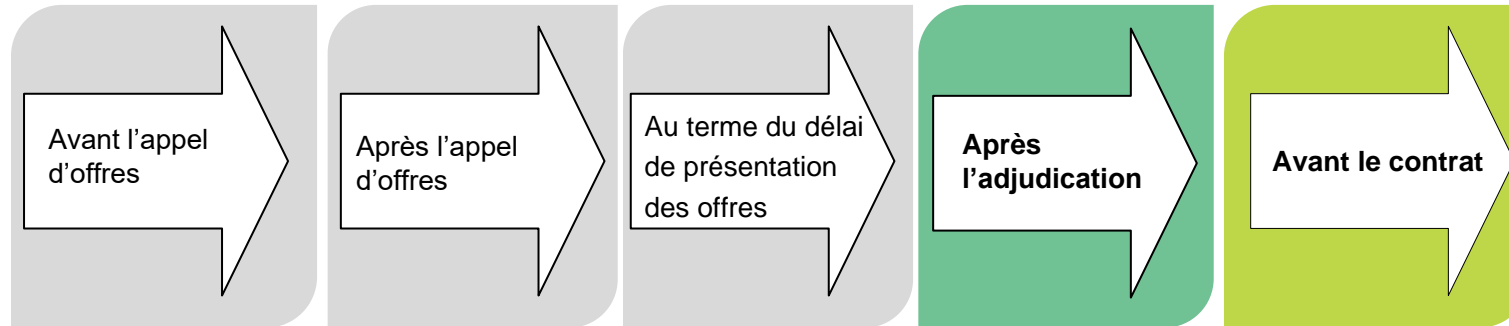 Avant l’appel
d’offres
Après l’appel
d’offres
Au terme du délai
de présentation
des offres
Après
l’adjudication
Avant le contrat